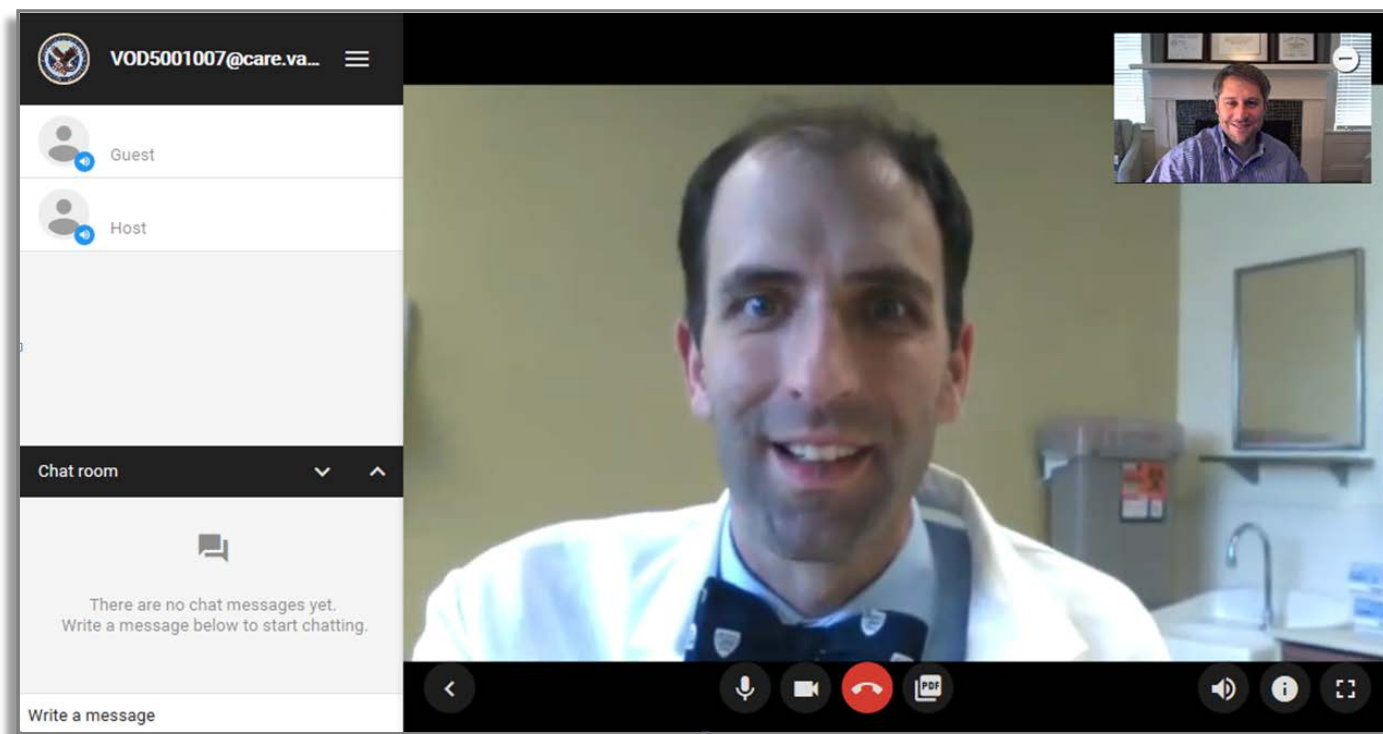 VOD5001007@care.va...
Guest
Host
Chat room
There are no chat messages yet.
Write a message below to start chatting.
Write a message
PDF